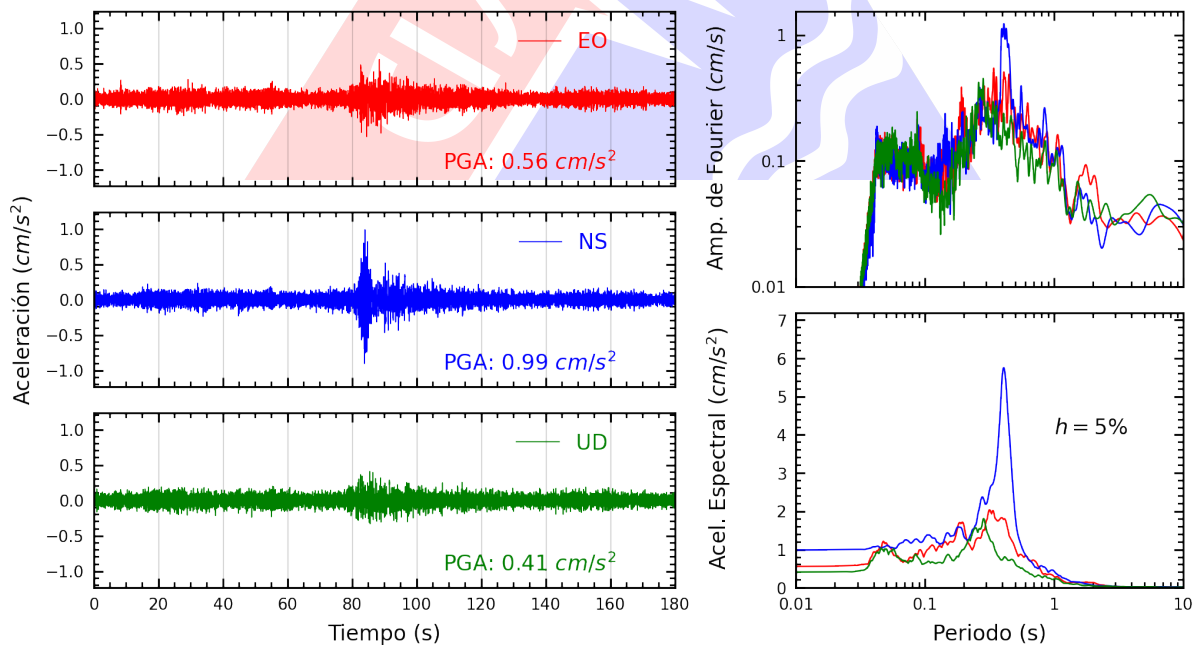 Aceleración (cm/s²)
1.0
0.5
0.0
−0.5
−1.0
EO
PGA: 0.56 cm/s²
1.0
0.5
0.0
−0.5
−1.0
NS
PGA: 0.99 cm/s²
1.0
0.5
0.0
−0.5
−1.0
UD
PGA: 0.41 cm/s²
0 20 40 60 80 100 120 140 160 180
Tiempo (s)
Amp. de Fourier (cm/s)
1
0.1
0.01
Acel. Espectral (cm/s²)
7
6
5
4
3
2
1
0
h = 5%
0.01 0.1 1 10
Periodo (s)